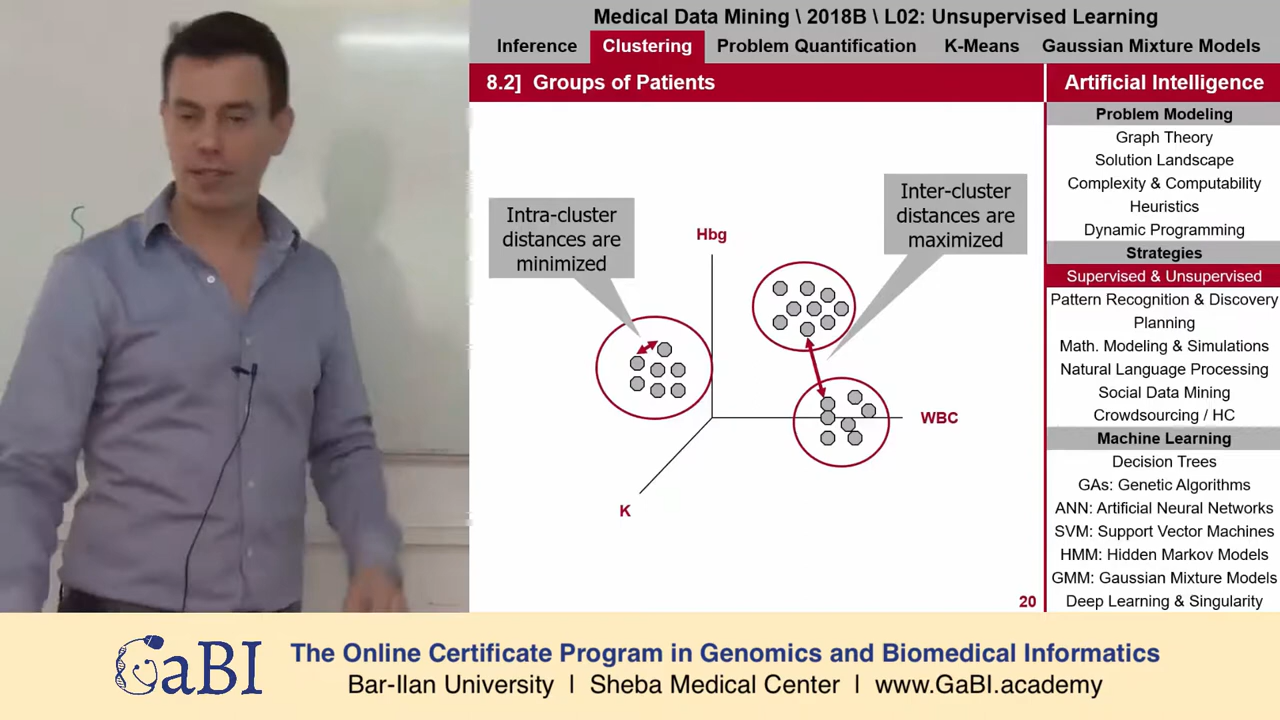 Medical Data Mining \ 2018B \ L02: Unsupervised Learning
Inference Clustering Problem Quantification K-Means Gaussian Mixture Models
8.2] Groups of Patients
Artificial Intelligence
Problem Modeling
Graph Theory
Solution Landscape
Complexity & Computability
Heuristics
Dynamic Programming
Strategies
Supervised & Unsupervised
Pattern Recognition & Discovery
Planning
Math. Modeling & Simulations
Natural Language Processing
Social Data Mining
Crowdsourcing / HC
Machine Learning
Decision Trees
GAs: Genetic Algorithms
ANN: Artificial Neural Networks
SVM: Support Vector Machines
HMM: Hidden Markov Models
GMM: Gaussian Mixture Models
Deep Learning & Singularity
Intra-cluster
distances are
minimized
Hbg
Inter-cluster
distances are
maximized
WBC
K
20
GaBI
The Online Certificate Program in Genomics and Biomedical Informatics
Bar-Ilan University | Sheba Medical Center | www.GaBI.academy